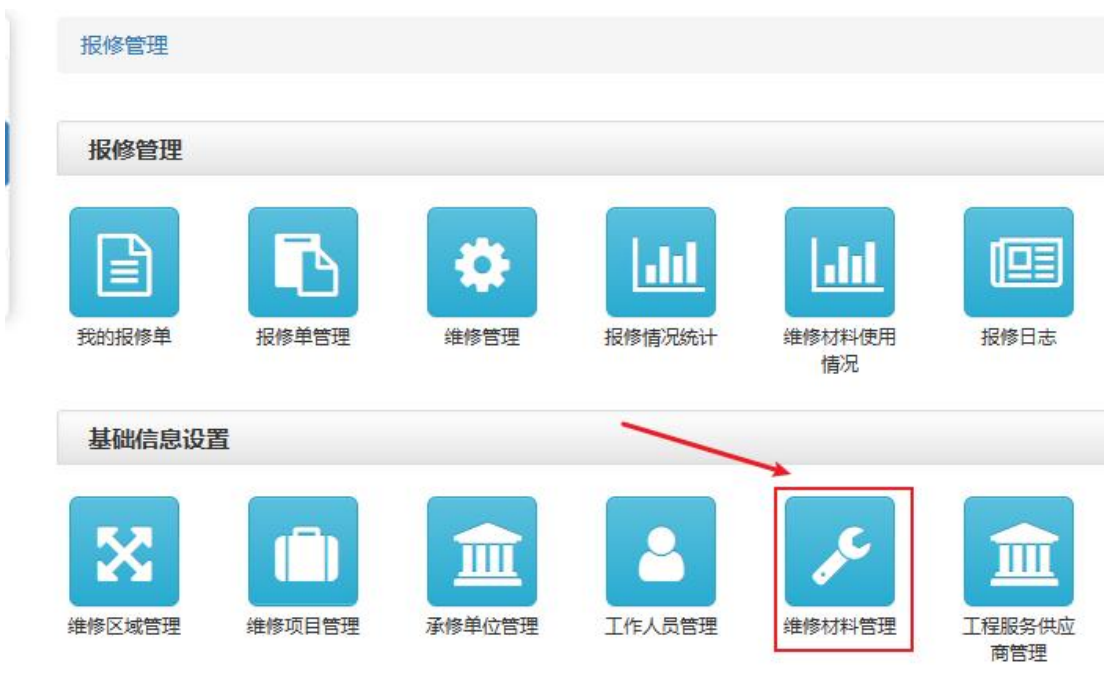 报修管理
报修管理
我的报修单
报修单管理
维修管理
报修情况统计
维修材料使用
情况
报修日志
基础信息设置
维修区域管理
维修项目管理
承修单位管理
工作人员管理
维修材料管理
工程服务供应
商管理